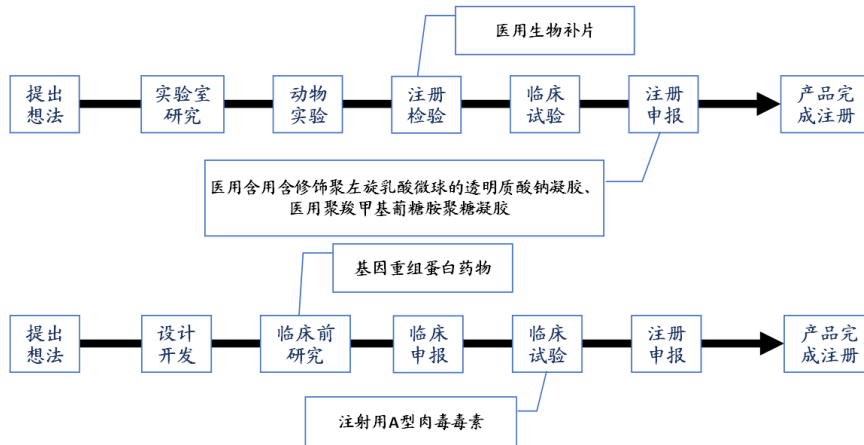 医用生物补片
提出
想法
实验室
研究
动物
实验
注册
检验
临床
试验
注册
申报
产品完
成注册
医用含用含修饰聚左旋乳酸微球的透明质酸钠凝胶、
医用聚羧甲基葡糖胺聚糖凝胶
基因重组蛋白药物
提出
想法
设计
开发
临床前
研究
临床
申报
临床
试验
注册
申报
产品完
成注册
注射用A型肉毒毒素